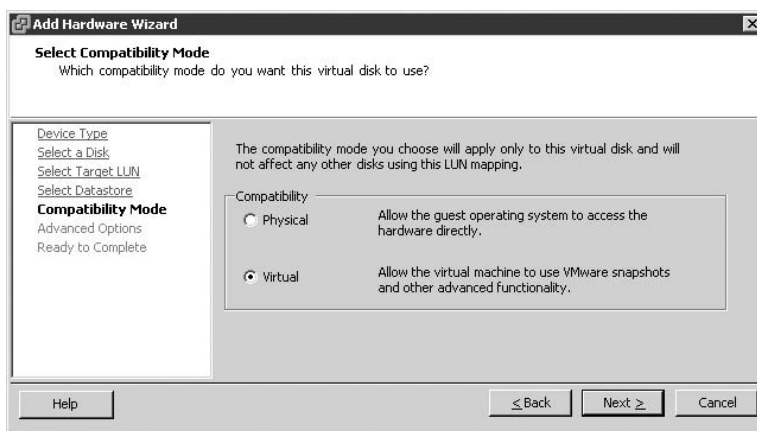 Add Hardware Wizard
Select Compatibility Mode
Which compatibility mode do you want this virtual disk to use?
Device Type
Select a Disk
Select Target LUN
Select Datastore
Compatibility Mode
Advanced Options
Ready to Complete
The compatibility mode you choose will apply only to this virtual disk and will
not affect any other disks using this LUN mapping.
Compatibility
Physical
Allow the guest operating system to access the
hardware directly.
Virtual
Allow the virtual machine to use VMware snapshots
and other advanced functionality.
Help
< Back
Next >
Cancel